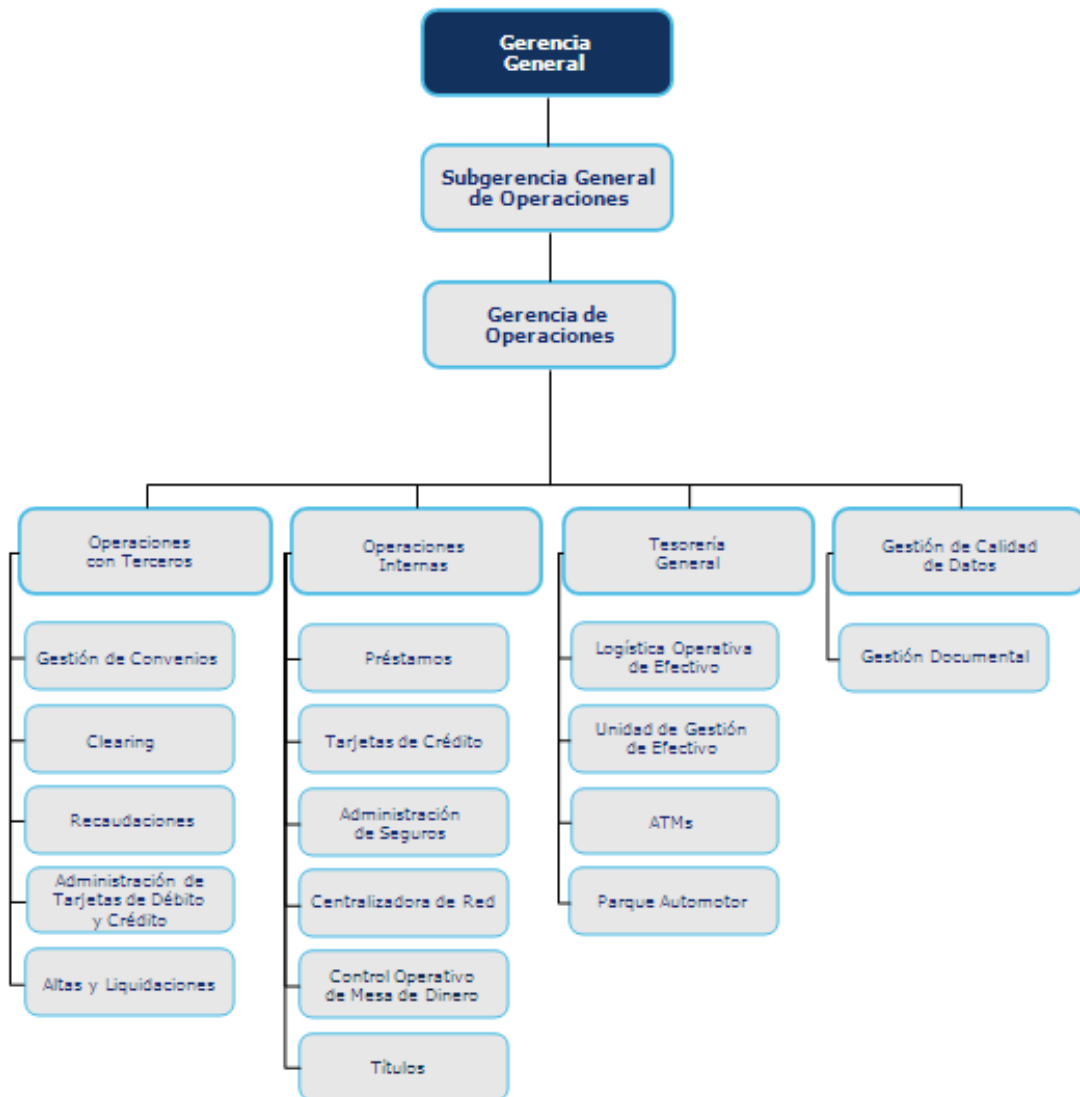 Gerencia
General
Subgerencia General
de Operaciones
Gerencia de
Operaciones
Operaciones
con Terceros
Gestión de Convenios
Clearing
Recaudaciones
Administración de
Tarjetas de Débito
y Crédito
Altas y Liquidaciones
Operaciones
Internas
Préstamos
Tarjetas de Crédito
Administración
de Seguros
Centralizadora de Red
Control Operativo
de Mesa de Dinero
Títulos
Tesorería
General
Logística Operativa
de Efectivo
Unidad de Gestión
de Efectivo
ATMs
Parque Automotor
Gestión de Calidad
de Datos
Gestión Documental